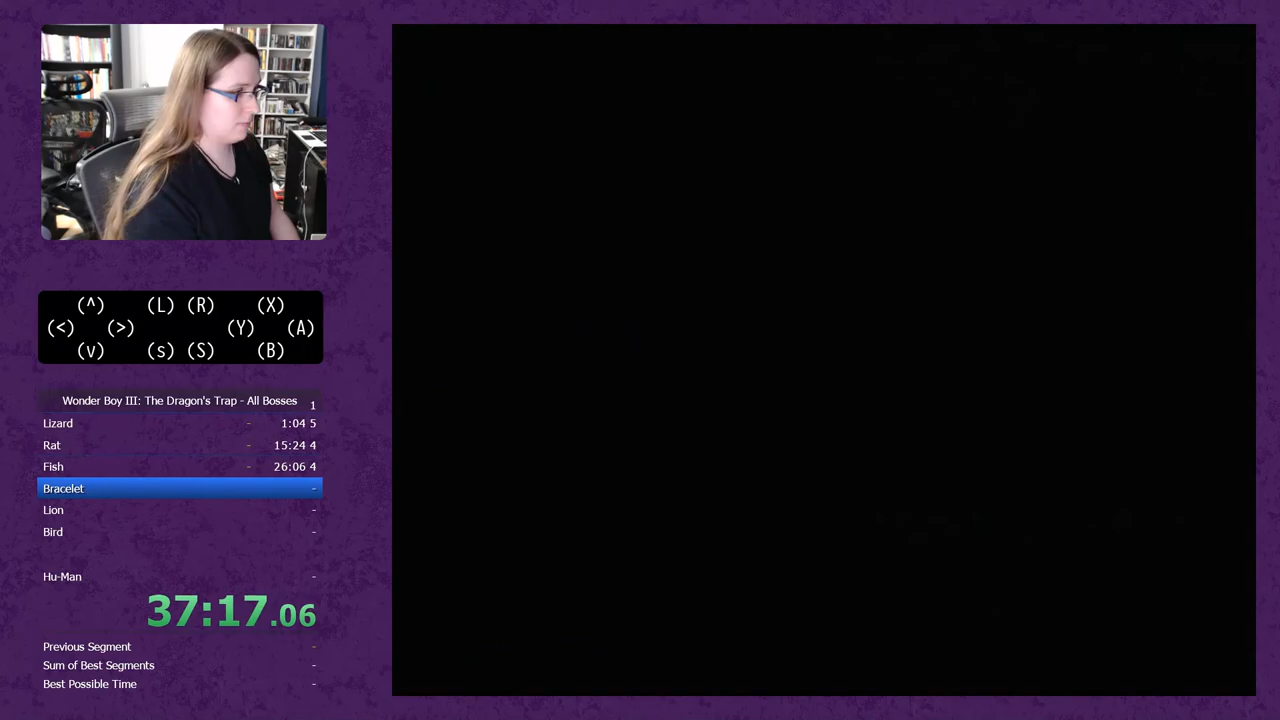 (^) (L) (R) (X)
(<) (>) (Y) (A)
(v) (s) (S) (B)
Wonder Boy III: The Dragon's Trap - All Bosses 1
Lizard - 1:04 5
Rat - 15:24 4
Fish - 26:06 4
Bracelet -
Lion -
Bird -
Hu-Man -
37:17.06
Previous Segment -
Sum of Best Segments -
Best Possible Time -